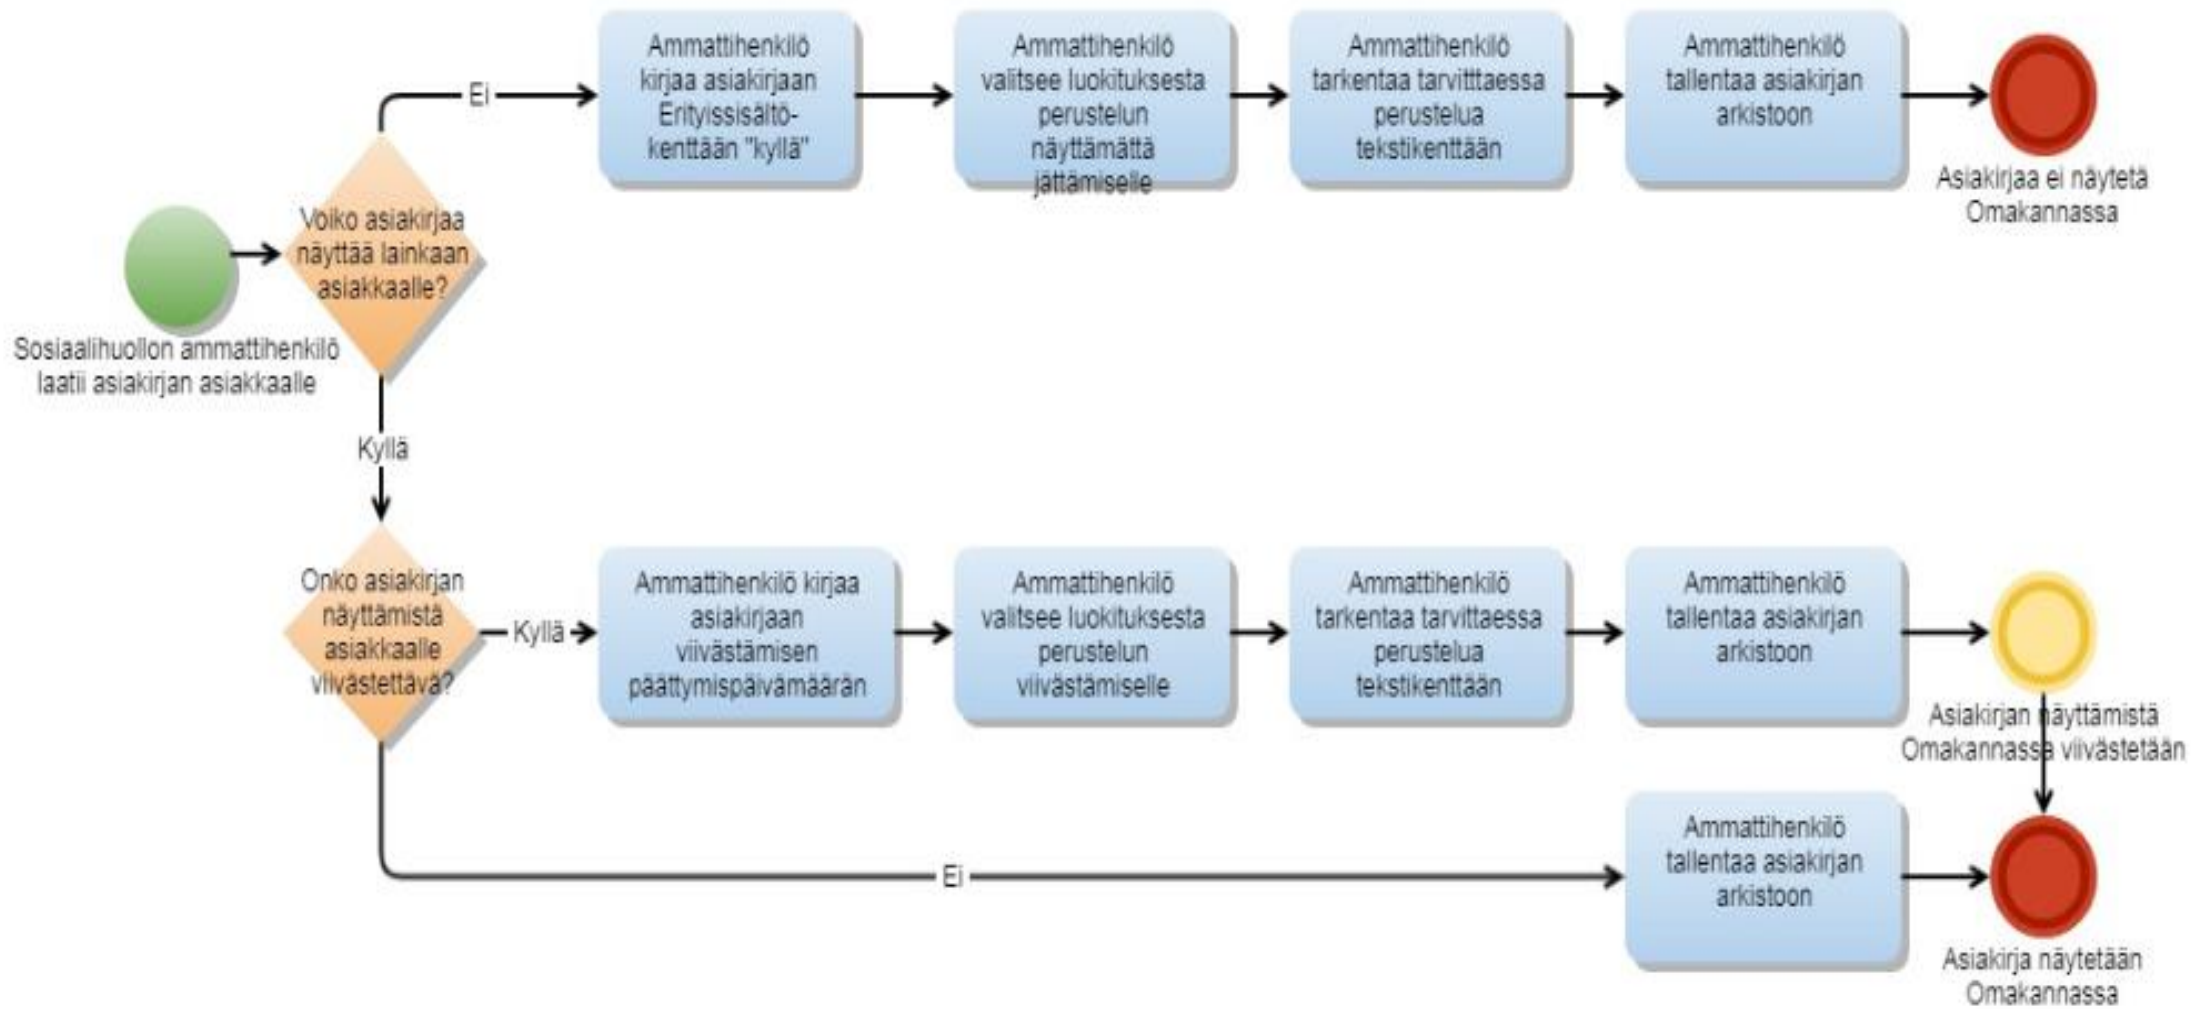 Ei
Ammattihenkilö
kirjaa asiakirjaan
Erityissisältö-
kenttään "kyllä"
Ammattihenkilö
valitsee luokituksesta
perustelun
näyttämättä
jättämiselle
Ammattihenkilö
tarkentaa tarvitttaessa
perustelua
tekstikenttään
Ammattihenkilö
tallentaa asiakirjan
arkistoon
Asiakirjaa ei näytetä
Omakannassa
Voiko asiakirjaa
näyttää lainkaan
asiakkaalle?
Sosiaalihuollon ammattihenkilö
laatii asiakirjan asiakkaalle
Kyllä
Onko asiakirjan
näyttämistä
asiakkaalle
viivästettävä?
Kyllä
Ammattihenkilö kirjaa
asiakirjaan
viivästämisen
päättymispäivämäärän
Ammattihenkilö
valitsee luokituksesta
perustelun
viivästämiselle
Ammattihenkilö
tarkentaa tarvittaessa
perustelua
tekstikenttään
Ammattihenkilö
tallentaa asiakirjan
arkistoon
Asiakirjan näyttämistä
Omakannassa viivästetään
Ei
Ammattihenkilö
tallentaa asiakirjan
arkistoon
Asiakirja näytetään
Omakannassa